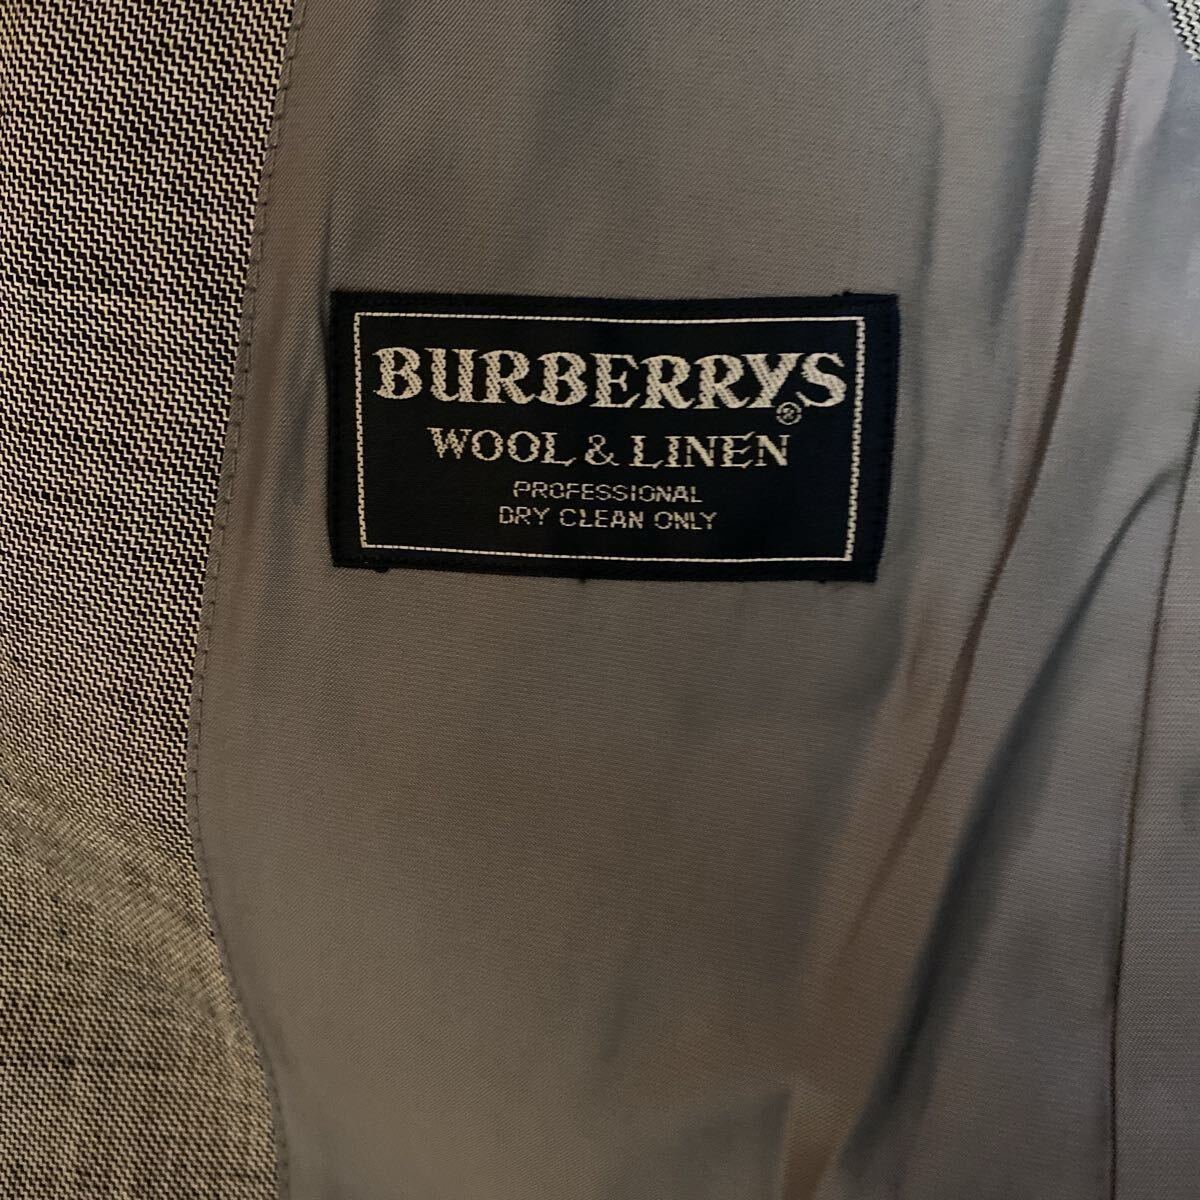 BURBERRYS®
WOOL & LINEN
PROFESSIONAL
DRY CLEAN ONLY